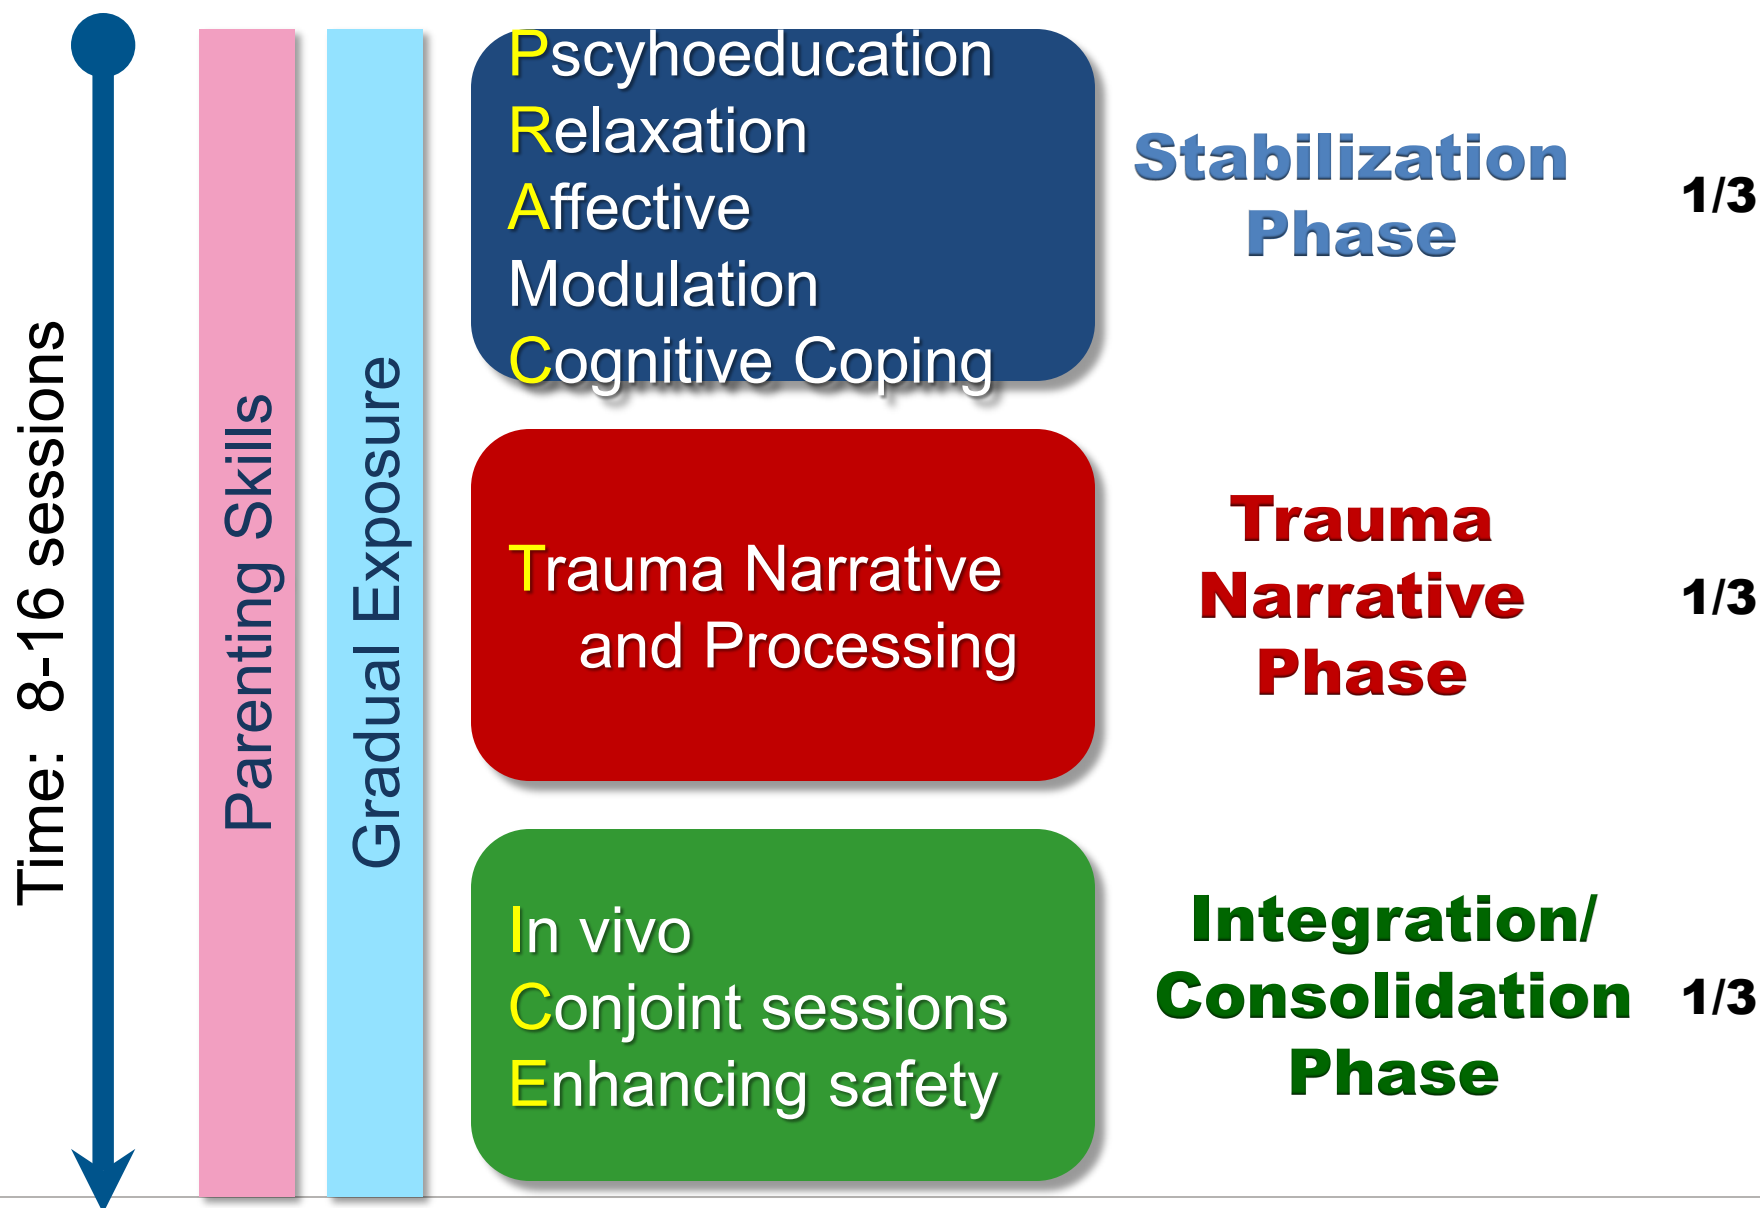 Time:  8-16 sessions
Parenting Skills
Gradual Exposure
Pscyhoeducation
Relaxation
Affective
Modulation
Cognitive Coping
Stabilization
Phase
1/3
Trauma Narrative
and Processing
Trauma
Narrative
Phase
1/3
In vivo
Conjoint sessions
Enhancing safety
Integration/
Consolidation
Phase
1/3